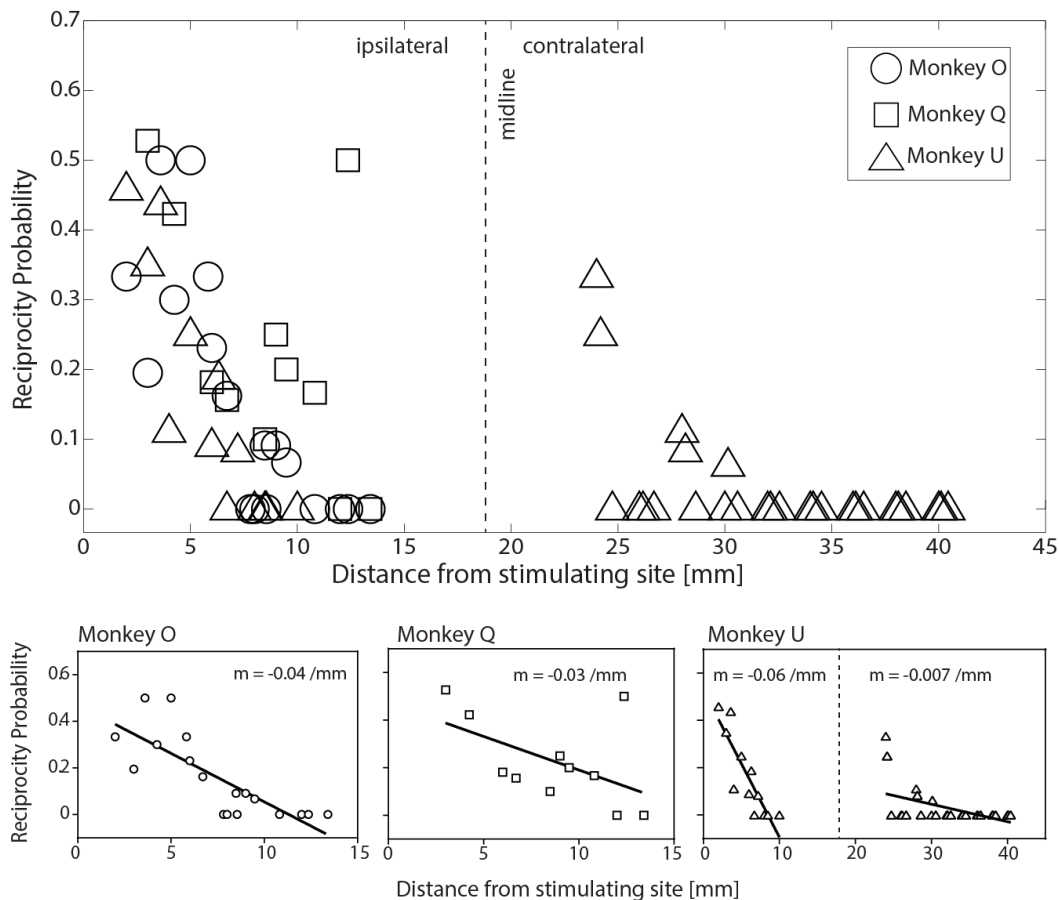 ipsilateral contralateral
midline
Monkey O
Monkey Q
Monkey U
Reciprocity Probability
0.7
0.6
0.5
0.4
0.3
0.2
0.1
0
0 5 10 15 20 25 30 35 40 45
Distance from stimulating site [mm]
Monkey O Monkey Q Monkey U
m = -0.04 /mm m = -0.03 /mm m = -0.06 /mm m = -0.007 /mm
Reciprocity Probability
0.6
0.4
0.2
0
0 5 10 15 0 5 10 15 0 10 20 30 40
Distance from stimulating site [mm]